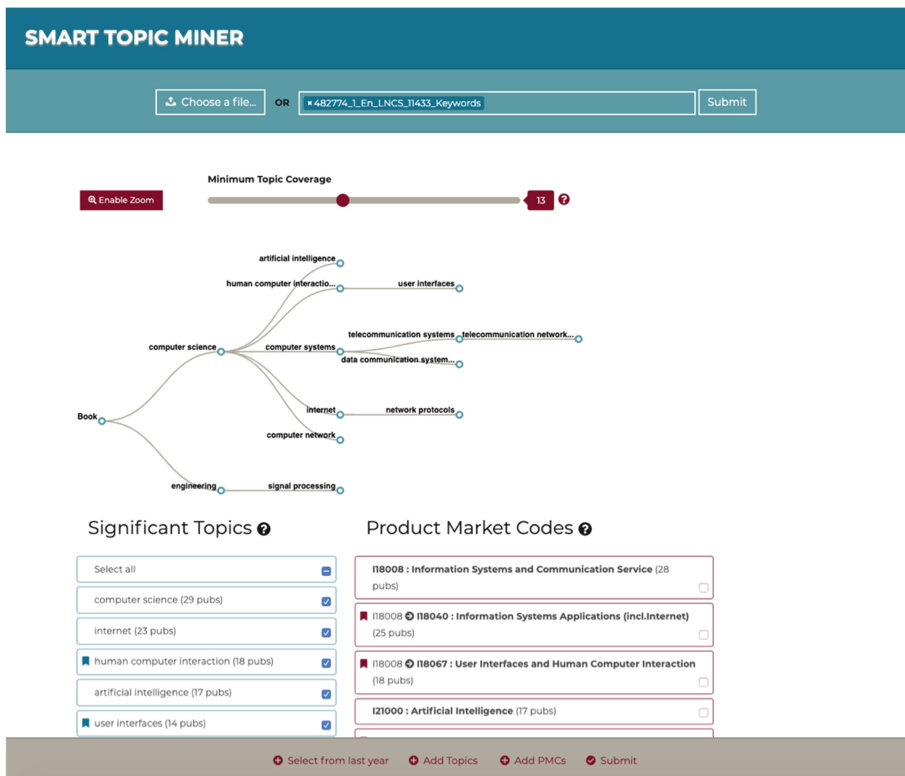 SMART TOPIC MINER
Choose a file... OR ×482774_1_En_LNCS_11433_Keywords Submit
Minimum Topic Coverage
Enable Zoom 13 ?
artificial intelligence
human computer interactio... user interfaces
telecommunication systems telecommunication network...
computer science computer systems
data communication system...
internet network protocols
Book
computer network
engineering signal processing
Significant Topics ?
Select all
computer science (29 pubs)
internet (23 pubs)
human computer interaction (18 pubs)
artificial intelligence (17 pubs)
user interfaces (14 pubs)
Product Market Codes ?
I18008 : Information Systems and Communication Service (28
pubs)
I18008 I18040 : Information Systems Applications (incl.Internet)
(25 pubs)
I18008 I18067 : User Interfaces and Human Computer Interaction
(18 pubs)
I21000 : Artificial Intelligence (17 pubs)
Select from last year Add Topics Add PMCs Submit